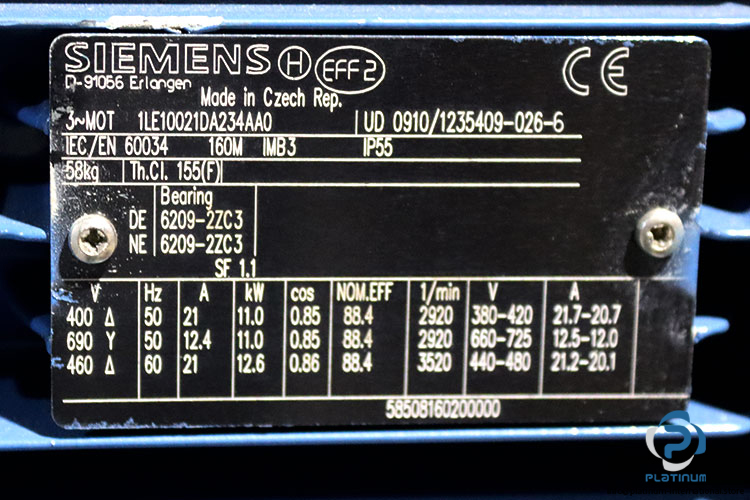 SIEMENS H EFF2 CE
D-91056 Erlangen
Made in Czech Rep.
3~MOT 1LE10021DA234AA0 UD 0910/1235409-026-6
IEC/EN 60034 160M IMB3 IP55
58kg Th.Cl. 155(F)
Bearing
DE 6209-2ZC3
NE 6209-2ZC3
SF 1.1
V Hz A kW cos NOM.EFF 1/min V A
400 Δ 50 21 11.0 0.85 88.4 2920 380-420 21.7-20.7
690 Y 50 12.4 11.0 0.85 88.4 2920 660-725 12.5-12.0
460 Δ 60 21 12.6 0.86 88.4 3520 440-480 21.2-20.1
58508160200000
PLATINUM